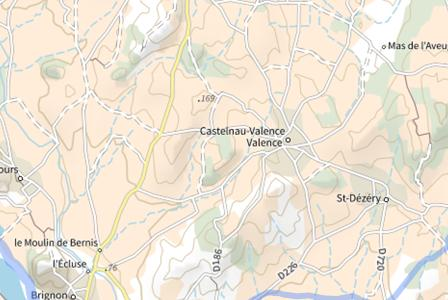 Mas de l'Aveu
.169
Castelnau-Valence
Valence
ours
St-Dézéry
le Moulin de Bernis
l'Écluse
.76
Brignon
D186
D226
D720